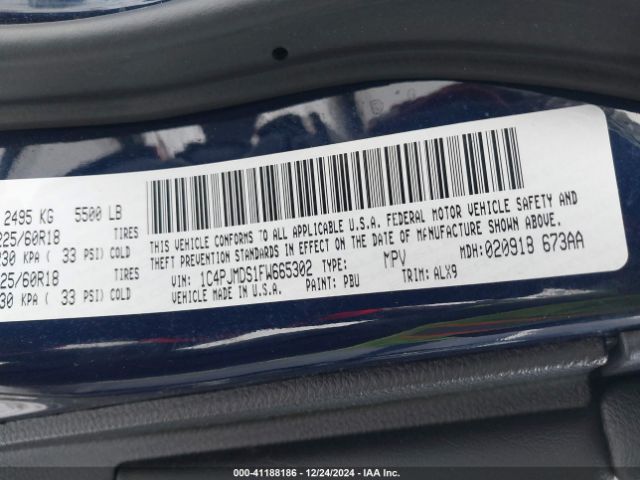 2495 KG 5500 LB
225/60R18 TIRES
230 KPA ( 33 PSI) COLD
225/60R18 TIRES
230 KPA ( 33 PSI) COLD
THIS VEHICLE CONFORMS TO ALL APPLICABLE U.S.A. FEDERAL MOTOR VEHICLE SAFETY AND
THEFT PREVENTION STANDARDS IN EFFECT ON THE DATE OF MANUFACTURE SHOWN ABOVE.
VIN: 1C4PJMDS1FW665302 TYPE: MPV MDH:020918 673AA
VEHICLE MADE IN U.S.A. PAINT: PBU TRIM: ALX9
000-41188186 - 12/24/2024 - IAA Inc.